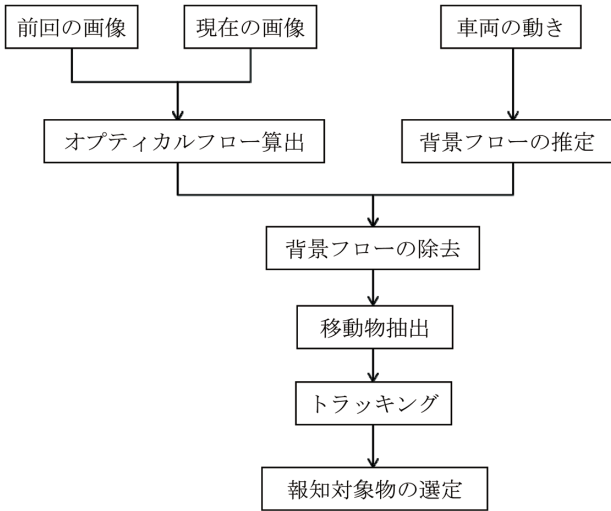 前回の画像
現在の画像
車両の動き
オプティカルフロー算出
背景フローの推定
背景フローの除去
移動物抽出
トラッキング
報知対象物の選定